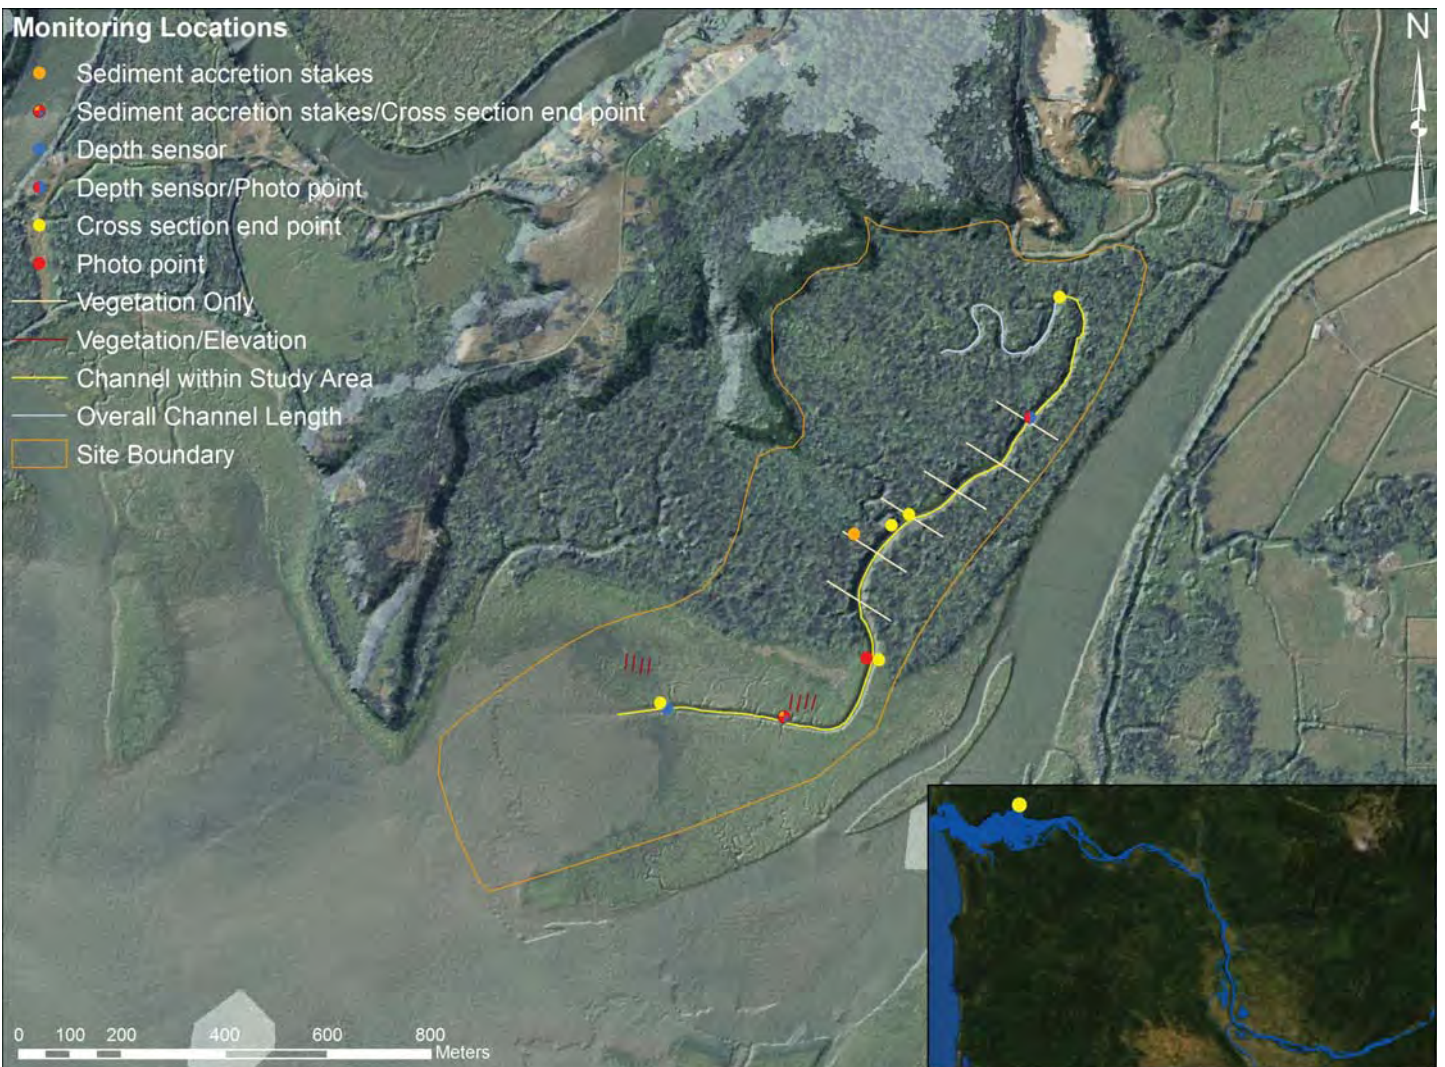 Monitoring Locations
Sediment accretion stakes
Sediment accretion stakes/Cross section end point
Depth sensor
Depth sensor/Photo point
Cross section end point
Photo point
Vegetation Only
Vegetation/Elevation
Channel within Study Area
Overall Channel Length
Site Boundary
N
0 100 200 400 600 800
Meters